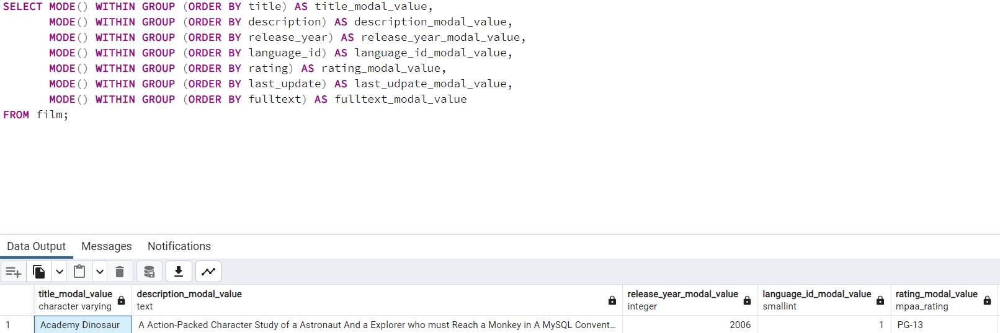 SELECT MODE() WITHIN GROUP (ORDER BY title) AS title_modal_value,
MODE() WITHIN GROUP (ORDER BY description) AS description_modal_value,
MODE() WITHIN GROUP (ORDER BY release_year) AS release_year_modal_value,
MODE() WITHIN GROUP (ORDER BY language_id) AS language_id_modal_value,
MODE() WITHIN GROUP (ORDER BY rating) AS rating_modal_value,
MODE() WITHIN GROUP (ORDER BY last_update) AS last_udpate_modal_value,
MODE() WITHIN GROUP (ORDER BY fulltext) AS fulltext_modal_value
FROM film;
Data Output Messages Notifications
title_modal_value description_modal_value release_year_modal_value language_id_modal_value rating_modal_value
character varying text integer smallint mpaa_rating
1 Academy Dinosaur A Action-Packed Character Study of a Astronaut And a Explorer who must Reach a Monkey in A MySQL Convent… 2006 1 PG-13